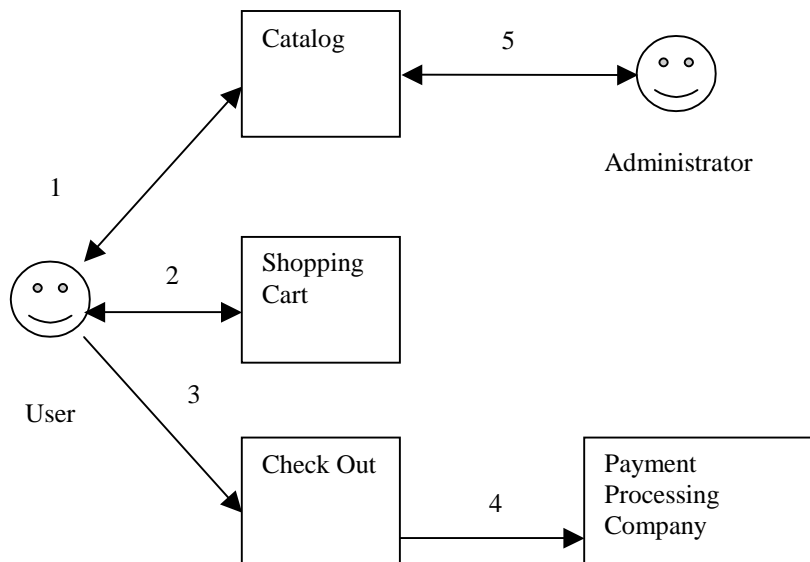 Catalog
5
Administrator
1
Shopping
Cart
2
User
3
Check Out
4
Payment
Processing
Company